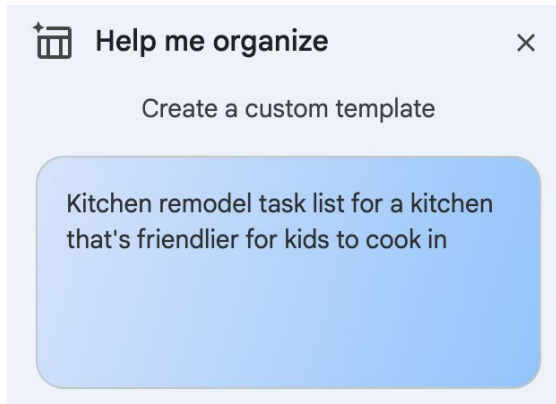 Help me organize
Create a custom template
Kitchen remodel task list for a kitchen
that's friendlier for kids to cook in